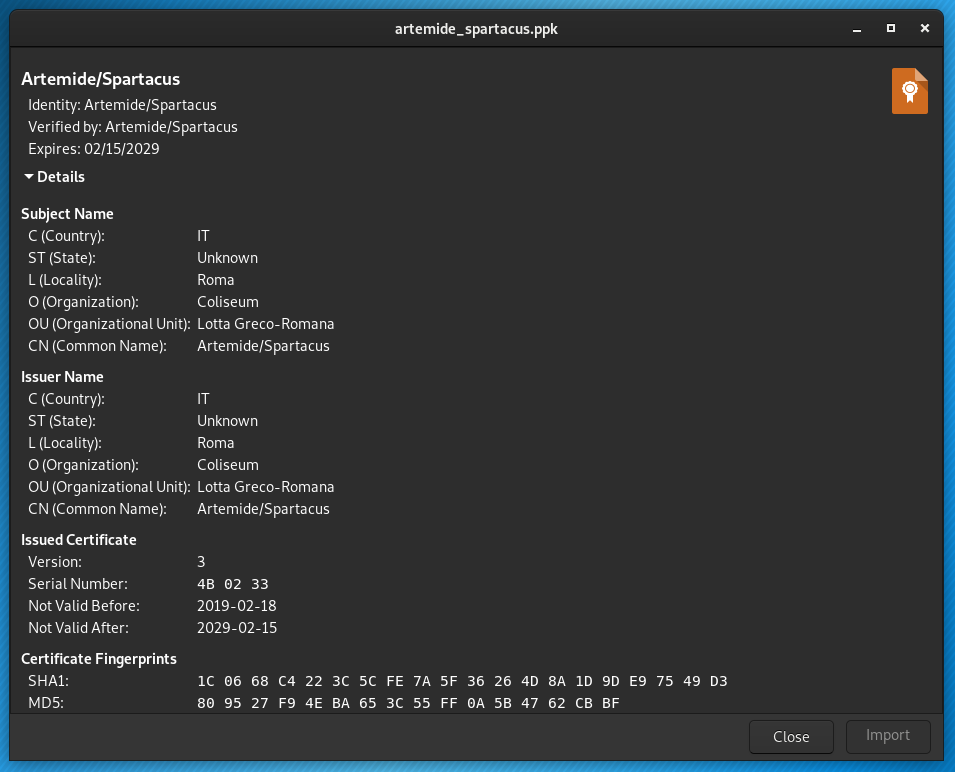 artemide_spartacus.ppk
Artemide/Spartacus
Identity: Artemide/Spartacus
Verified by: Artemide/Spartacus
Expires: 02/15/2029
Details
Subject Name
C (Country): IT
ST (State): Unknown
L (Locality): Roma
O (Organization): Coliseum
OU (Organizational Unit): Lotta Greco-Romana
CN (Common Name): Artemide/Spartacus
Issuer Name
C (Country): IT
ST (State): Unknown
L (Locality): Roma
O (Organization): Coliseum
OU (Organizational Unit): Lotta Greco-Romana
CN (Common Name): Artemide/Spartacus
Issued Certificate
Version: 3
Serial Number: 4B 02 33
Not Valid Before: 2019-02-18
Not Valid After: 2029-02-15
Certificate Fingerprints
SHA1: 1C 06 68 C4 22 3C 5C FE 7A 5F 36 26 4D 8A 1D 9D E9 75 49 D3
MD5: 80 95 27 F9 4E BA 65 3C 55 FF 0A 5B 47 62 CB BF
Close Import